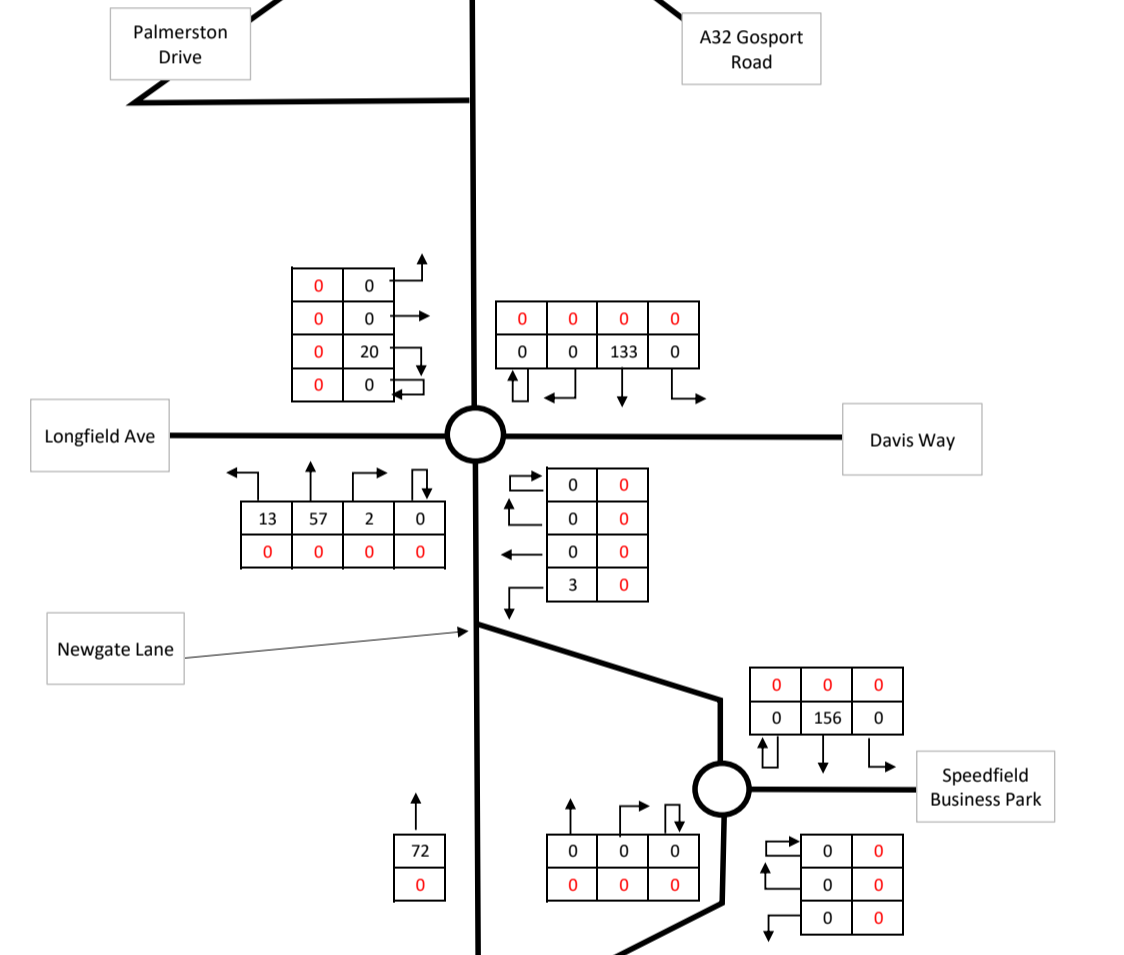 Palmerston
Drive
A32 Gosport
Road
0 0
0 0
0 20
0 0
0 0 0 0
0 0 133 0
Longfield Ave
Davis Way
13 57 2 0
0 0 0 0
0 0
0 0
0 0
3 0
Newgate Lane
0 0 0
0 156 0
Speedfield
Business Park
72
0
0 0 0
0 0 0
0 0
0 0
0 0